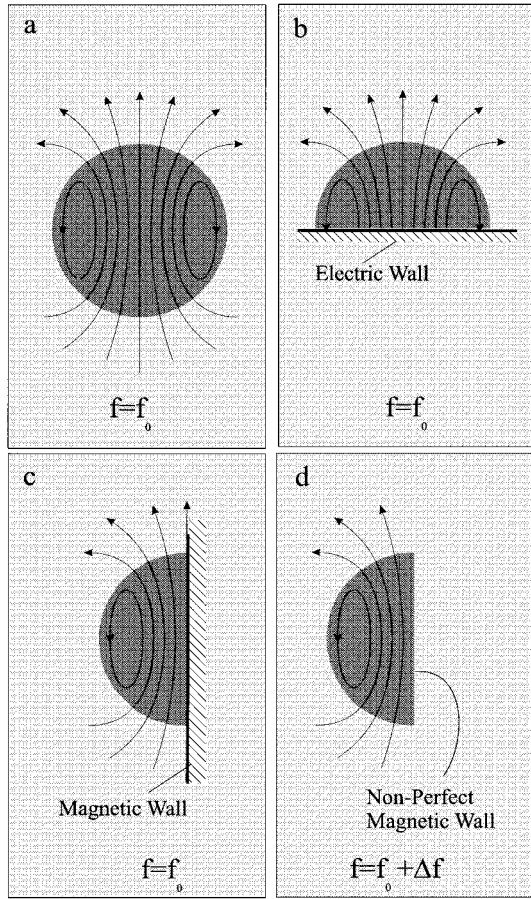 a
f=f₀
b
Electric Wall
f=f₀
c
Magnetic Wall
f=f₀
d
Non-Perfect
Magnetic Wall
f=f₀+Δf